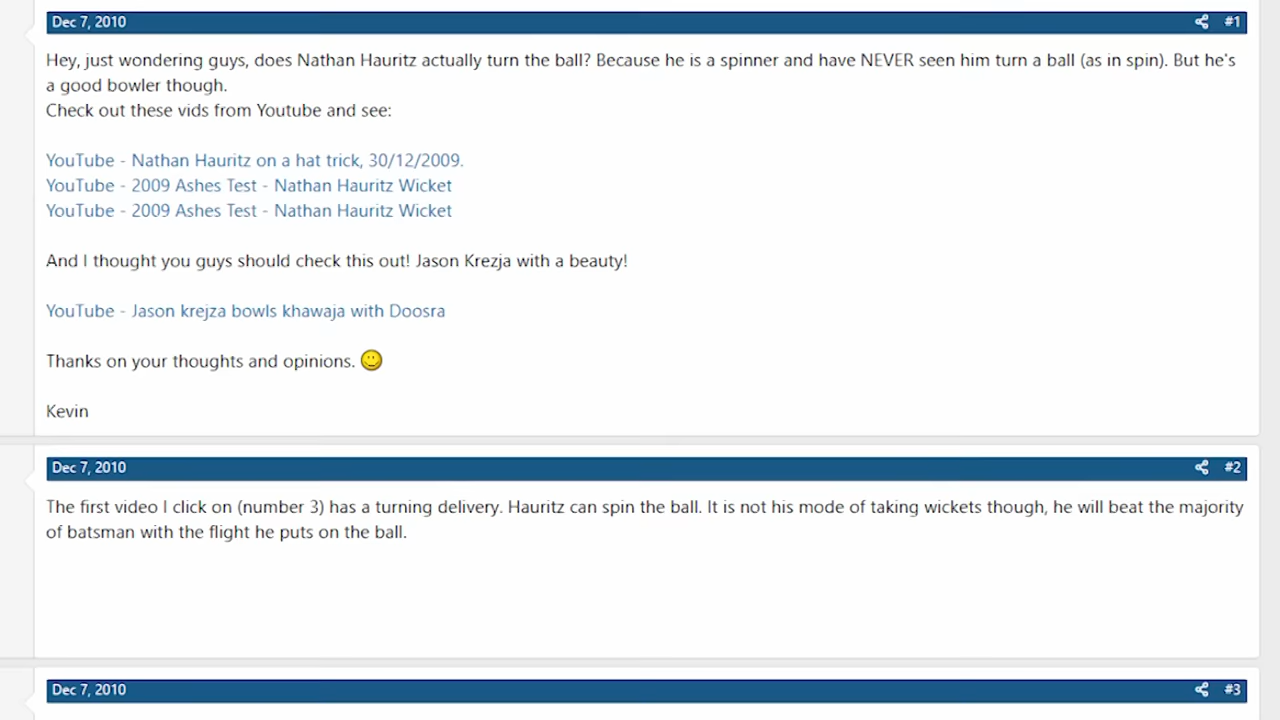 Dec 7, 2010 #1
Hey, just wondering guys, does Nathan Hauritz actually turn the ball? Because he is a spinner and have NEVER seen him turn a ball (as in spin). But he's
a good bowler though.
Check out these vids from Youtube and see:
YouTube - Nathan Hauritz on a hat trick, 30/12/2009.
YouTube - 2009 Ashes Test - Nathan Hauritz Wicket
YouTube - 2009 Ashes Test - Nathan Hauritz Wicket
And I thought you guys should check this out! Jason Krezja with a beauty!
YouTube - Jason krejza bowls khawaja with Doosra
Thanks on your thoughts and opinions.
Kevin
Dec 7, 2010 #2
The first video I click on (number 3) has a turning delivery. Hauritz can spin the ball. It is not his mode of taking wickets though, he will beat the majority
of batsman with the flight he puts on the ball.
Dec 7, 2010 #3